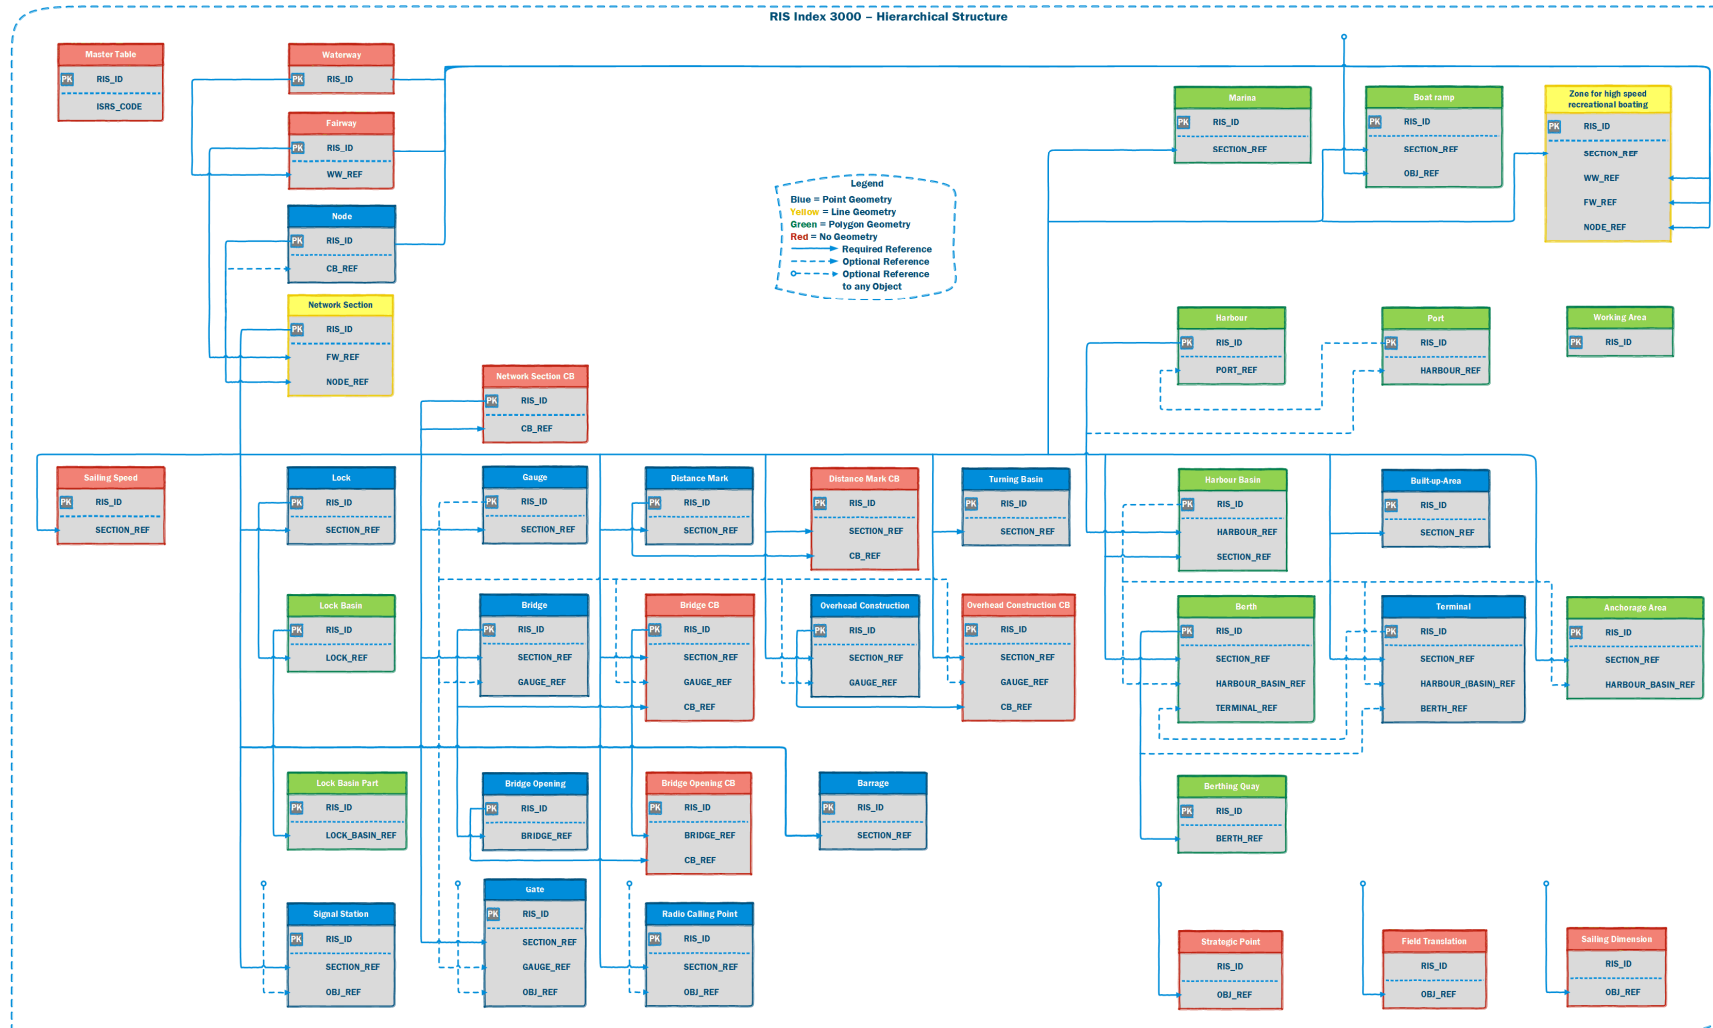 RIS Index 3000 – Hierarchical Structure
Master Table
PK RIS_ID
ISRS_CODE
Waterway
PK RIS_ID
Fairway
PK RIS_ID
WW_REF
Node
PK RIS_ID
CB_REF
Network Section
PK RIS_ID
FW_REF
NODE_REF
Network Section CB
PK RIS_ID
CB_REF
Legend
Blue = Point Geometry
Yellow = Line Geometry
Green = Polygon Geometry
Red = No Geometry
Required Reference
Optional Reference
Optional Reference
to any Object
Marina
PK RIS_ID
SECTION_REF
Boat ramp
PK RIS_ID
SECTION_REF
OBJ_REF
Zone for high speed
recreational boating
PK RIS_ID
SECTION_REF
WW_REF
FW_REF
NODE_REF
Harbour
PK RIS_ID
PORT_REF
Port
PK RIS_ID
HARBOUR_REF
Working Area
PK RIS_ID
Sailing Speed
PK RIS_ID
SECTION_REF
Lock
PK RIS_ID
SECTION_REF
Gauge
PK RIS_ID
SECTION_REF
Distance Mark
PK RIS_ID
SECTION_REF
Distance Mark CB
PK RIS_ID
SECTION_REF
CB_REF
Turning Basin
PK RIS_ID
SECTION_REF
Harbour Basin
PK RIS_ID
HARBOUR_REF
SECTION_REF
Built-up-Area
PK RIS_ID
SECTION_REF
Lock Basin
PK RIS_ID
LOCK_REF
Bridge
PK RIS_ID
SECTION_REF
GAUGE_REF
Bridge CB
PK RIS_ID
SECTION_REF
GAUGE_REF
CB_REF
Overhead Construction
PK RIS_ID
SECTION_REF
GAUGE_REF
Overhead Construction CB
PK RIS_ID
SECTION_REF
GAUGE_REF
CB_REF
Berth
PK RIS_ID
SECTION_REF
HARBOUR_BASIN_REF
TERMINAL_REF
Terminal
PK RIS_ID
SECTION_REF
HARBOUR_(BASIN)_REF
BERTH_REF
Anchorage Area
PK RIS_ID
SECTION_REF
HARBOUR_BASIN_REF
Lock Basin Part
PK RIS_ID
LOCK_BASIN_REF
Bridge Opening
PK RIS_ID
BRIDGE_REF
Bridge Opening CB
PK RIS_ID
BRIDGE_REF
CB_REF
Barrage
PK RIS_ID
SECTION_REF
Berthing Quay
PK RIS_ID
BERTH_REF
Signal Station
PK RIS_ID
SECTION_REF
OBJ_REF
Gate
PK RIS_ID
SECTION_REF
GAUGE_REF
OBJ_REF
Radio Calling Point
PK RIS_ID
SECTION_REF
OBJ_REF
Strategic Point
RIS_ID
OBJ_REF
Field Translation
RIS_ID
OBJ_REF
Sailing Dimension
RIS_ID
OBJ_REF